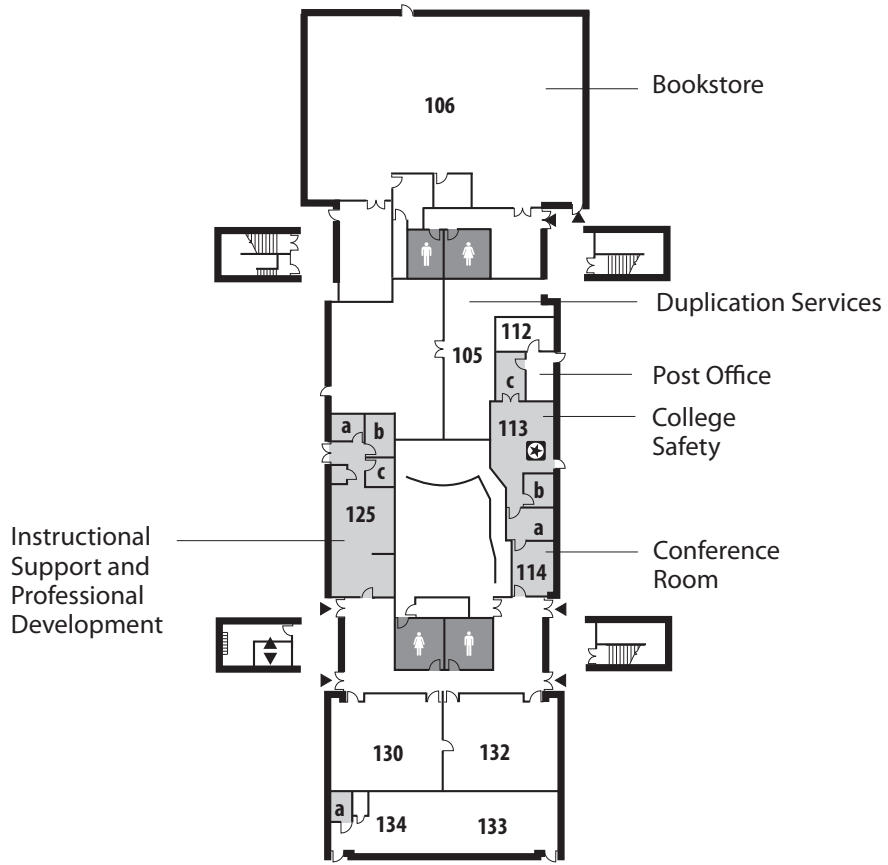 106
Bookstore
Duplication Services
112
105
Post Office
c
College
Safety
113
a
b
c
b
125
a
Instructional
Support and
Professional
Development
Conference
Room
114
130
132
a
134
133